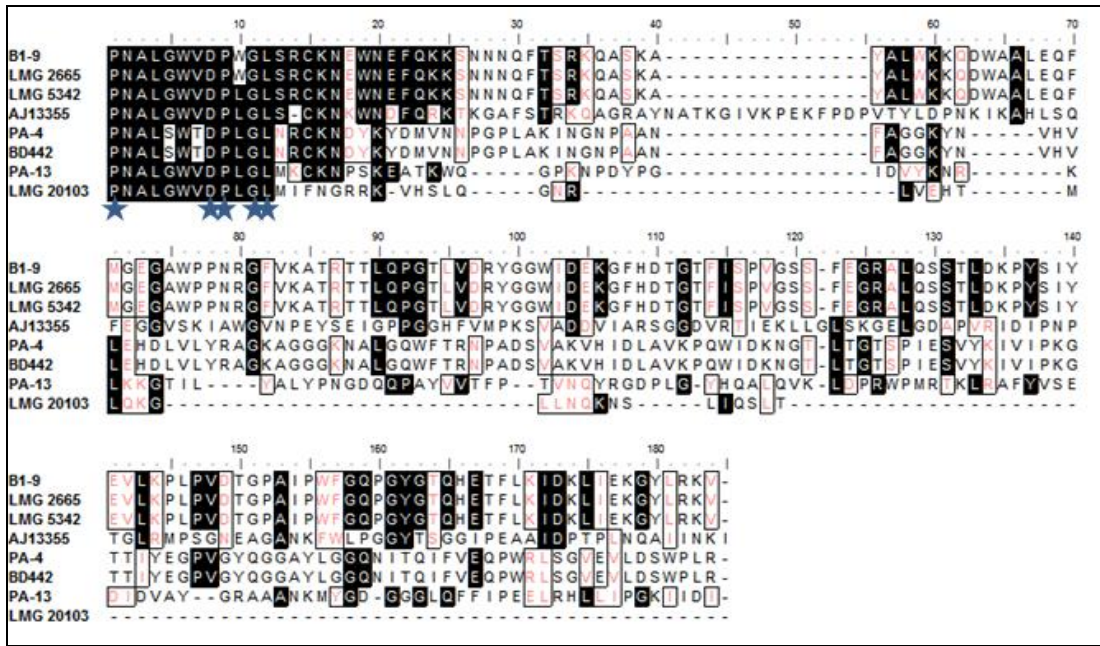 10 20 30 40 50 60 70
B1-9 PNALGWVDPWGLSRCKNEWNEFQKKSNNNQFTSRKQASKA---------------YALWKKQDWAALEQF
LMG 2665 PNALGWVDPWGLSRCKNEWNEFQKKSNNNQFTSRKQASKA---------------YALWKKQDWAALEQF
LMG 5342 PNALGWVDPLGLSRCKNEWNEFQKKSNNNQFTSRKQASKA---------------YALWKKQDWAALEQF
AJ13355 PNALGWVDPLGLS-CKNKWNDFQRKTKGAFSTRKQAGRAYNATKGIVKPEKFPDPVTYLDPNKIKAHLSQ
PA-4 PNALSWTDPLGLNRCKNDYKYDMVNNPGPLAKINGNPAAN---------------FAGGKYN-----VHV
BD442 PNALSWTDPLGLNRCKNDYKYDMVNNPGPLAKINGNPAAN---------------FAGGKYN-----VHV
PA-13 PNALGWVDPLGLMKCKNPSKEATKWQ-----GPKNPDYPG---------------IDVYKNR-------K
LMG 20103 PNALGWVDPLGLMIFNGRRK-VHSLQ-----GNR-----------------------LVEHT-------M
80 90 100 110 120 130 140
B1-9 MGEGAWPPNRGFVKATRTTLQPGTLVDRYGGWIDEKGFHDTGTFISPVGSS-FEGRALQSSTLDKPYSIY
LMG 2665 MGEGAWPPNRGFVKATRTTLQPGTLVDRYGGWIDEKGFHDTGTFISPVGSS-FEGRALQSSTLDKPYSIY
LMG 5342 MGEGAWPPNRGFVKATRTTLQPGTLVDRYGGWIDEKGFHDTGTFISPVGSS-FEGRALQSSTLDKPYSIY
AJ13355 FEGGVSKIAWGVNPEYSEIGPPGGHFVMPKSVADDVIARSGGDVRTIEKLLGLSKGELGDAPVRIDIPNP
PA-4 LEHDLVLYRAGKAGGGKNALGQWFTRNPADSVAKVHIDLAVKPQWIDKNGT-LTGTSPIESVYKIVIPKG
BD442 LEHDLVLYRAGKAGGGKNALGQWFTRNPADSVAKVHIDLAVKPQWIDKNGT-LTGTSPIESVYKIVIPKG
PA-13 LKKGTIL----YALYPNGDQQPAYVVTFP--TVNQYRGDPLG-YHQALQVK-LDPRWPMRTKLRAFYVSE
LMG 20103 LQKG---------------------------LLNQKNS-----LIQSLT---------------------
150 160 170 180
B1-9 EVLKPLPVDTGPAIPWFGQPGYGTQHETFLKIDKLIEKGYLRKV-
LMG 2665 EVLKPLPVDTGPAIPWFGQPGYGTQHETFLKIDKLIEKGYLRKV-
LMG 5342 EVLKPLPVDTGPAIPWFGQPGYGTQHETFLKIDKLIEKGYLRKV-
AJ13355 TGLRMPSGNEAGANKFWLPGGYTSGGIPEAAIDPTPLNQAIINKI
PA-4 TTIYEGPVGYQGGAYLGGQNITQIFVEQPWRLSGVEVLDSWPLR-
BD442 TTIYEGPVGYQGGAYLGGQNITQIFVEQPWRLSGVEVLDSWPLR-
PA-13 DIDVAY--GRAAANKMYGD-GGGLQFFIPEELRHLLIPGKIIDI-
LMG 20103 ---------------------------------------------